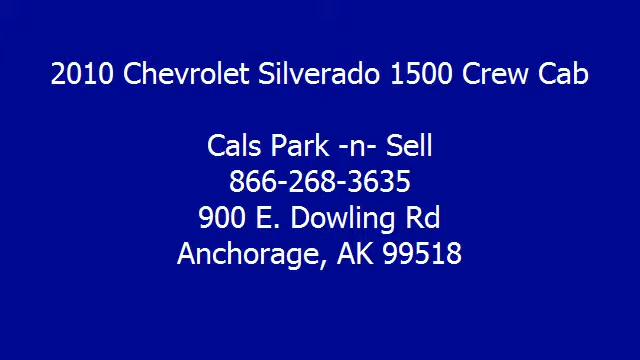 2010 Chevrolet Silverado 1500 Crew Cab
Cals Park -n- Sell
866-268-3635
900 E. Dowling Rd
Anchorage, AK 99518